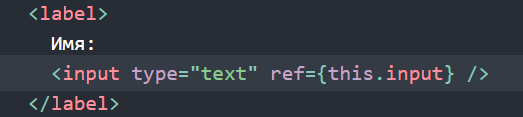 <label>
Имя:
<input type="text" ref={this.input} />
</label>